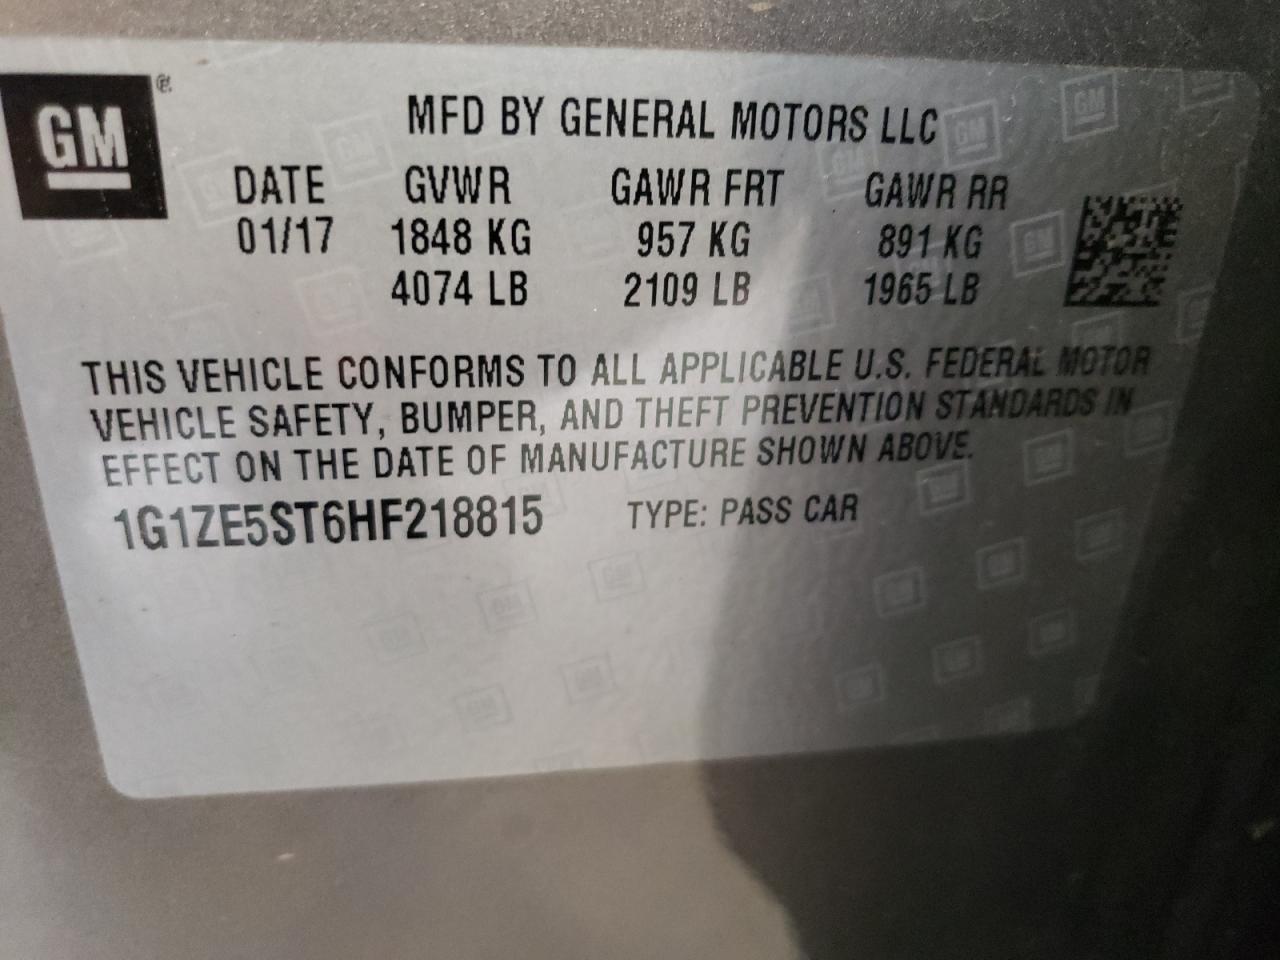 GM
MFD BY GENERAL MOTORS LLC
DATE GVWR GAWR FRT GAWR RR
01/17 1848 KG 957 KG 891 KG
4074 LB 2109 LB 1965 LB
THIS VEHICLE CONFORMS TO ALL APPLICABLE U.S. FEDERAL MOTOR
VEHICLE SAFETY, BUMPER, AND THEFT PREVENTION STANDARDS IN
EFFECT ON THE DATE OF MANUFACTURE SHOWN ABOVE.
1G1ZE5ST6HF218815 TYPE: PASS CAR